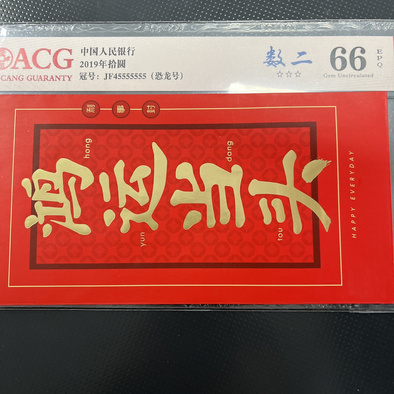 ACG
CANG GUARANTY
中国人民银行
2019年拾圆
冠号: JF45555555 (恐龙号)
数二
☆☆☆
66
EPQ
Gem Uncirculated
鸿运当头
hong
yun
dang
tou
HAPPY EVERYDAY